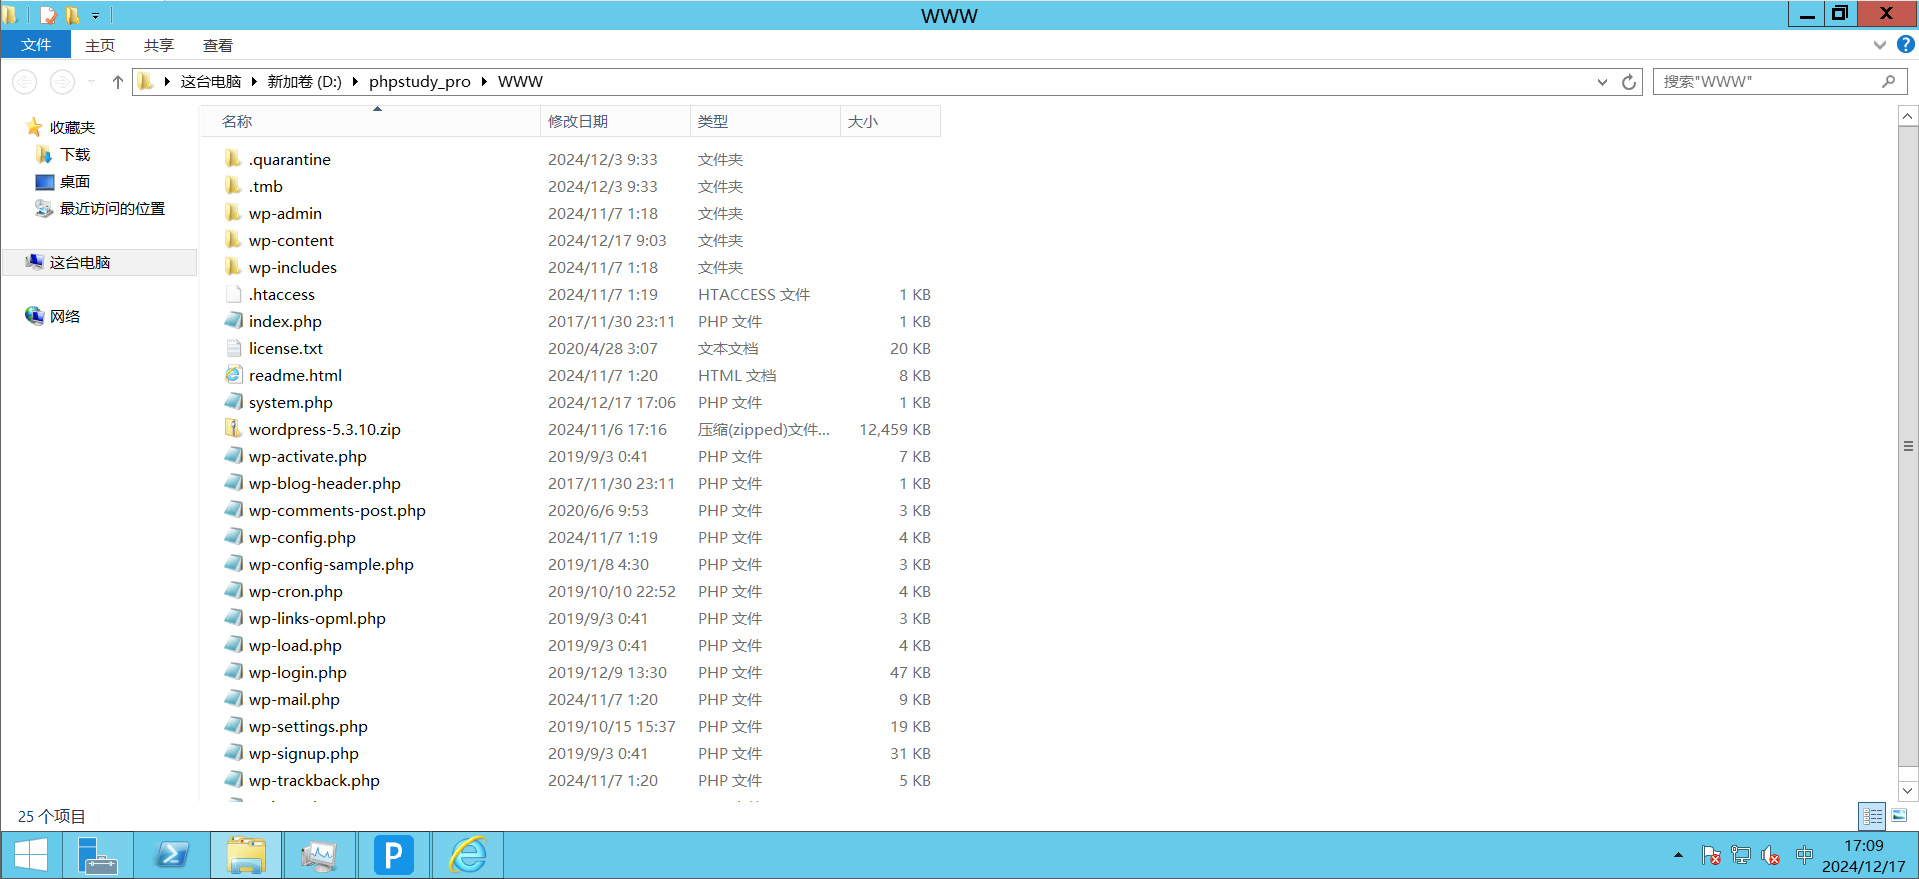 WWW
文件 主页 共享 查看
这台电脑 新加卷 (D:) phpstudy_pro WWW 搜索"WWW"
收藏夹
下载
桌面
最近访问的位置
这台电脑
网络
名称 修改日期 类型 大小
.quarantine 2024/12/3 9:33 文件夹
.tmb 2024/12/3 9:33 文件夹
wp-admin 2024/11/7 1:18 文件夹
wp-content 2024/12/17 9:03 文件夹
wp-includes 2024/11/7 1:18 文件夹
.htaccess 2024/11/7 1:19 HTACCESS 文件 1 KB
index.php 2017/11/30 23:11 PHP 文件 1 KB
license.txt 2020/4/28 3:07 文本文档 20 KB
readme.html 2024/11/7 1:20 HTML 文档 8 KB
system.php 2024/12/17 17:06 PHP 文件 1 KB
wordpress-5.3.10.zip 2024/11/6 17:16 压缩(zipped)文件... 12,459 KB
wp-activate.php 2019/9/3 0:41 PHP 文件 7 KB
wp-blog-header.php 2017/11/30 23:11 PHP 文件 1 KB
wp-comments-post.php 2020/6/6 9:53 PHP 文件 3 KB
wp-config.php 2024/11/7 1:19 PHP 文件 4 KB
wp-config-sample.php 2019/1/8 4:30 PHP 文件 3 KB
wp-cron.php 2019/10/10 22:52 PHP 文件 4 KB
wp-links-opml.php 2019/9/3 0:41 PHP 文件 3 KB
wp-load.php 2019/9/3 0:41 PHP 文件 4 KB
wp-login.php 2019/12/9 13:30 PHP 文件 47 KB
wp-mail.php 2024/11/7 1:20 PHP 文件 9 KB
wp-settings.php 2019/10/15 15:37 PHP 文件 19 KB
wp-signup.php 2019/9/3 0:41 PHP 文件 31 KB
wp-trackback.php 2024/11/7 1:20 PHP 文件 5 KB
25 个项目
P
中
17:09
2024/12/17